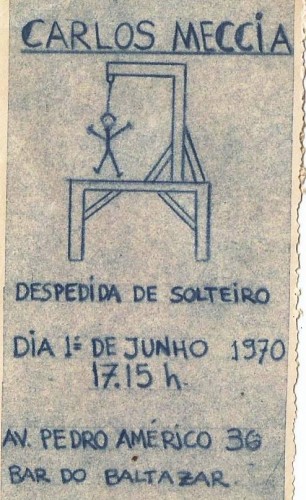 CARLOS MECCIA
DESPEDIDA DE SOLTEIRO
DIA 1º DE JUNHO 1970
17.15 h.
AV. PEDRO AMÉRICO 36
BAR DO BALTAZAR.